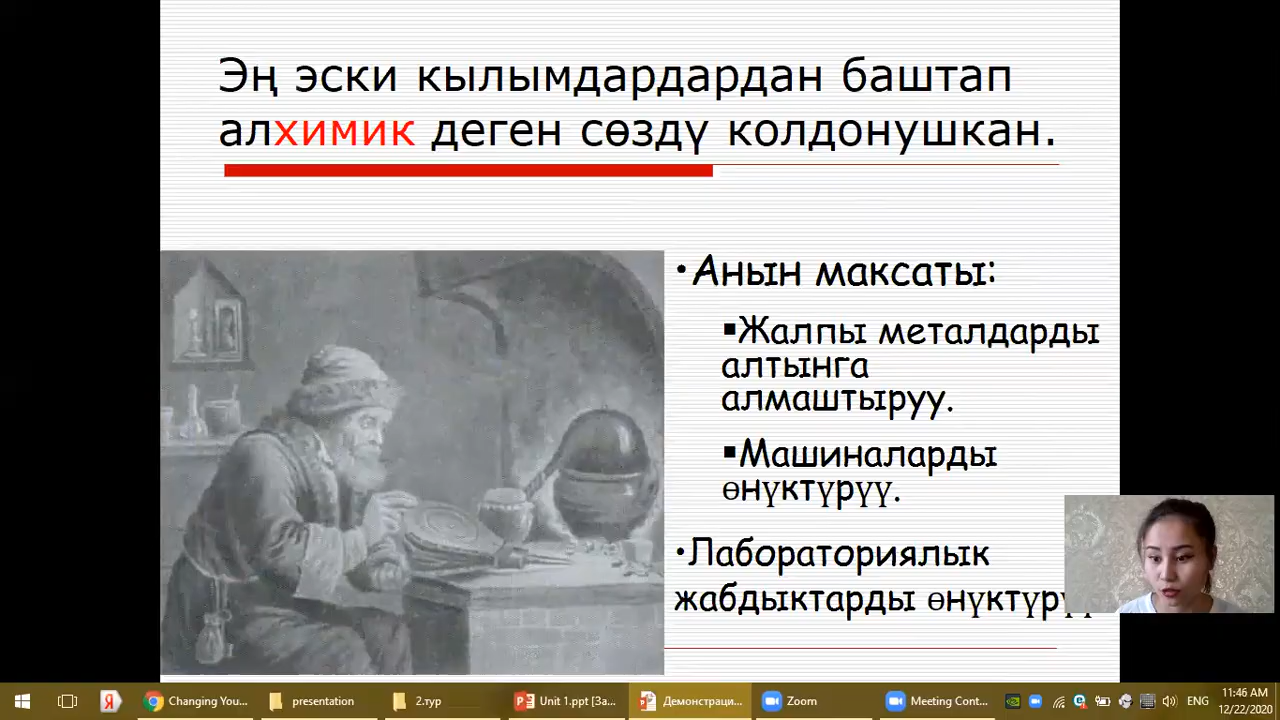 Эң эски кылымдардардан баштап
алхимик деген сөздү колдонушкан.
•Анын максаты:
▪Жалпы металдарды
алтынга
алмаштыруу.
▪Машиналарды
өнүктүрүү.
•Лабораториялык
жабдыктарды өнүктүрүү
Changing You...
presentation
2.тур
Unit 1.ppt [За...
Демонстраци...
Zoom
Meeting Cont...
ENG
11:46 AM
12/22/2020